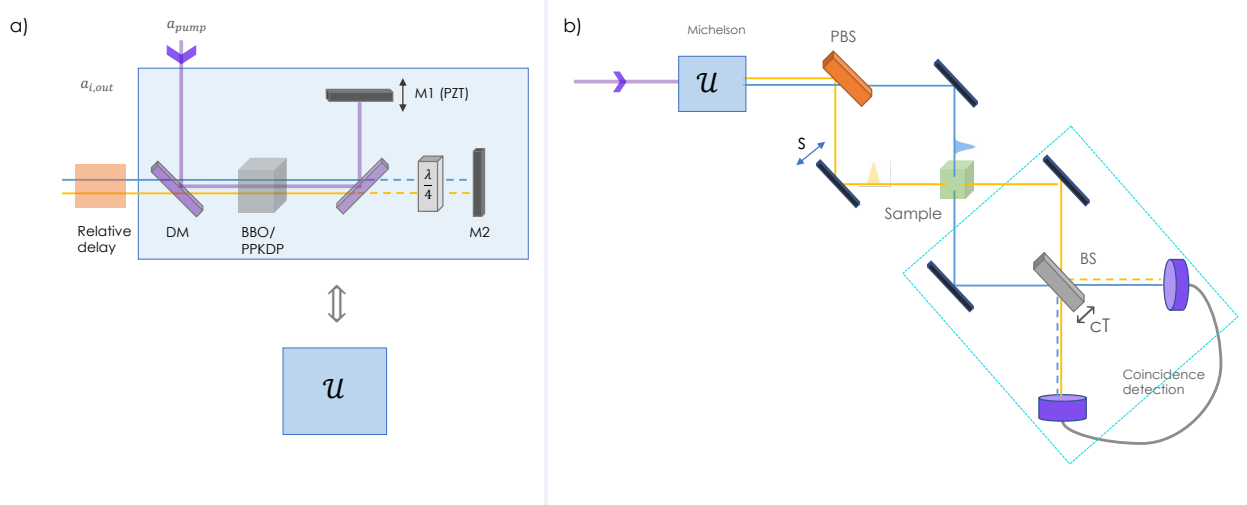 a)
a_pump
a_i,out
M1 (PZT)
λ
4
Relative
delay
DM
BBO/
PPKDP
M2
𝒰
b)
Michelson
PBS
𝒰
S
Sample
BS
cT
Coincidence
detection